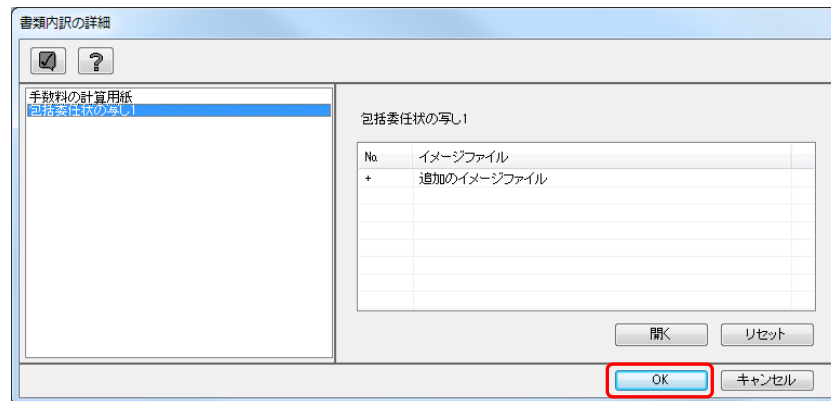 書類内訳の詳細
?
手数料の計算用紙
包括委任状の写し1
包括委任状の写し1
No. イメージファイル
+ 追加のイメージファイル
開く リセット
OK キャンセル